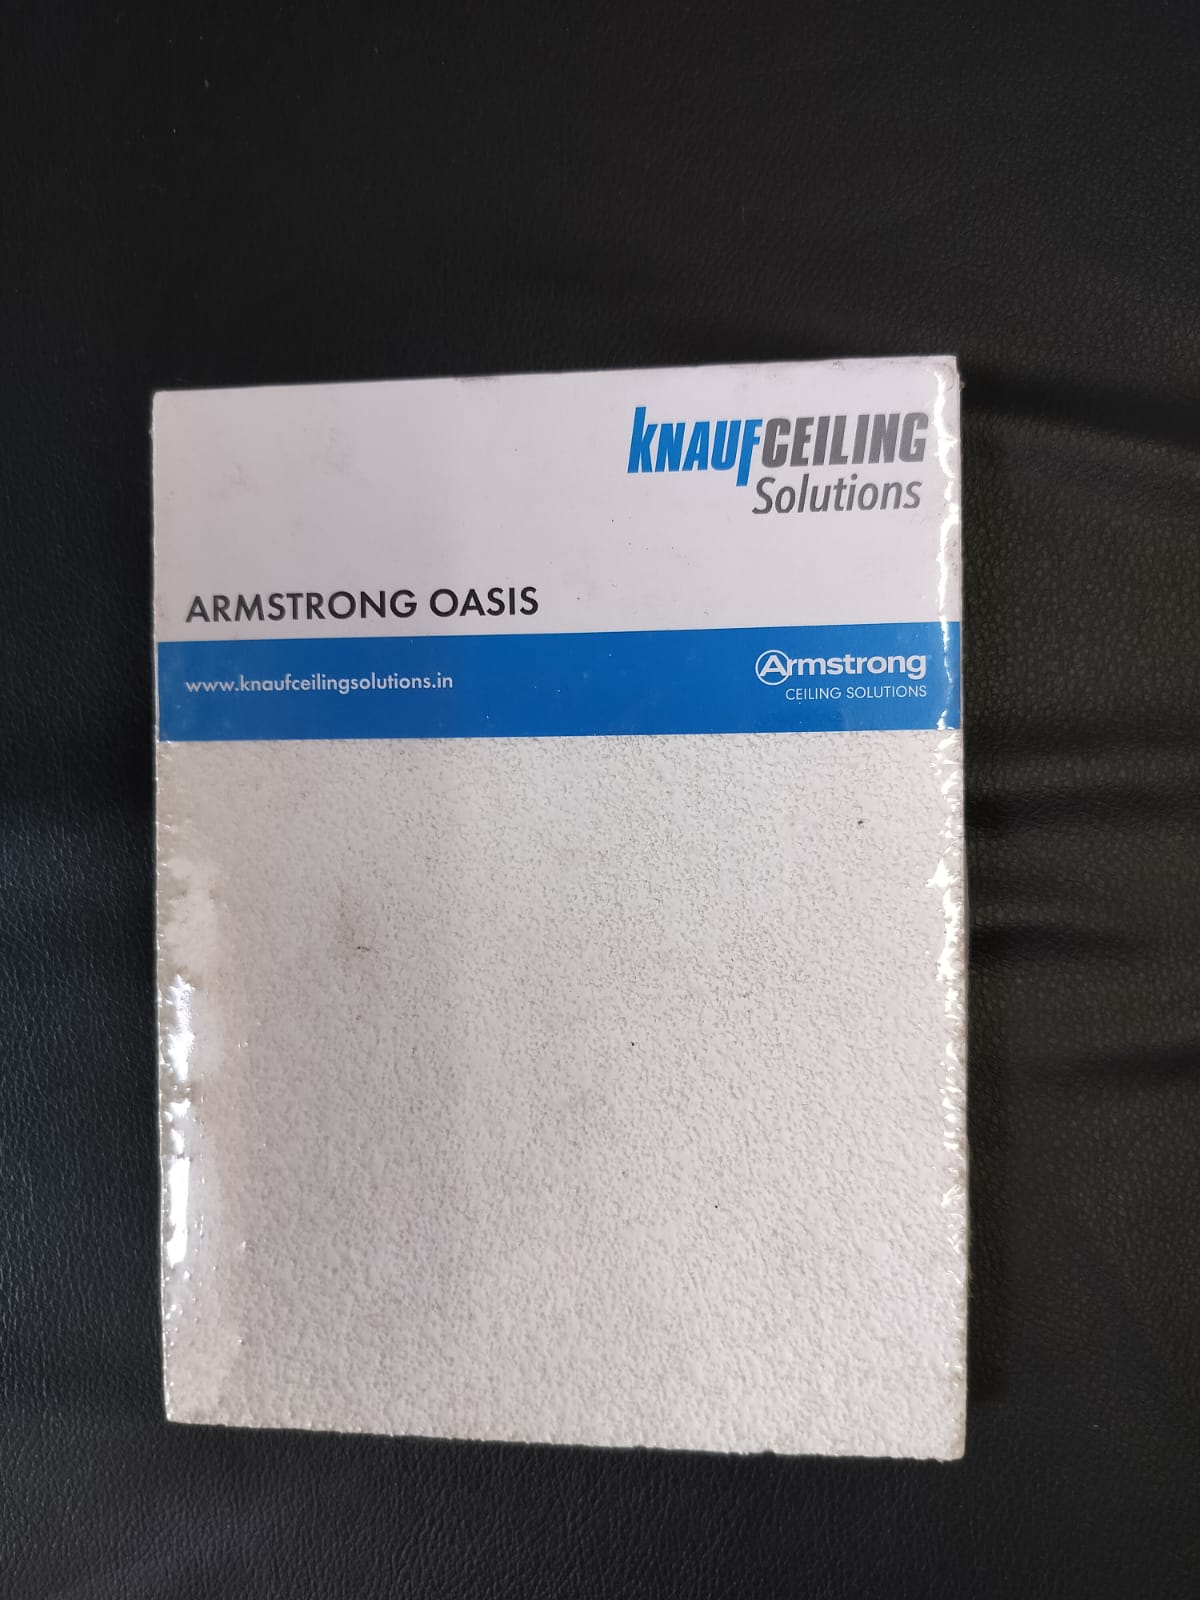 KNAUFCEILING
Solutions
ARMSTRONG OASIS
www.knaufceilingsolutions.in
Armstrong
CEILING SOLUTIONS